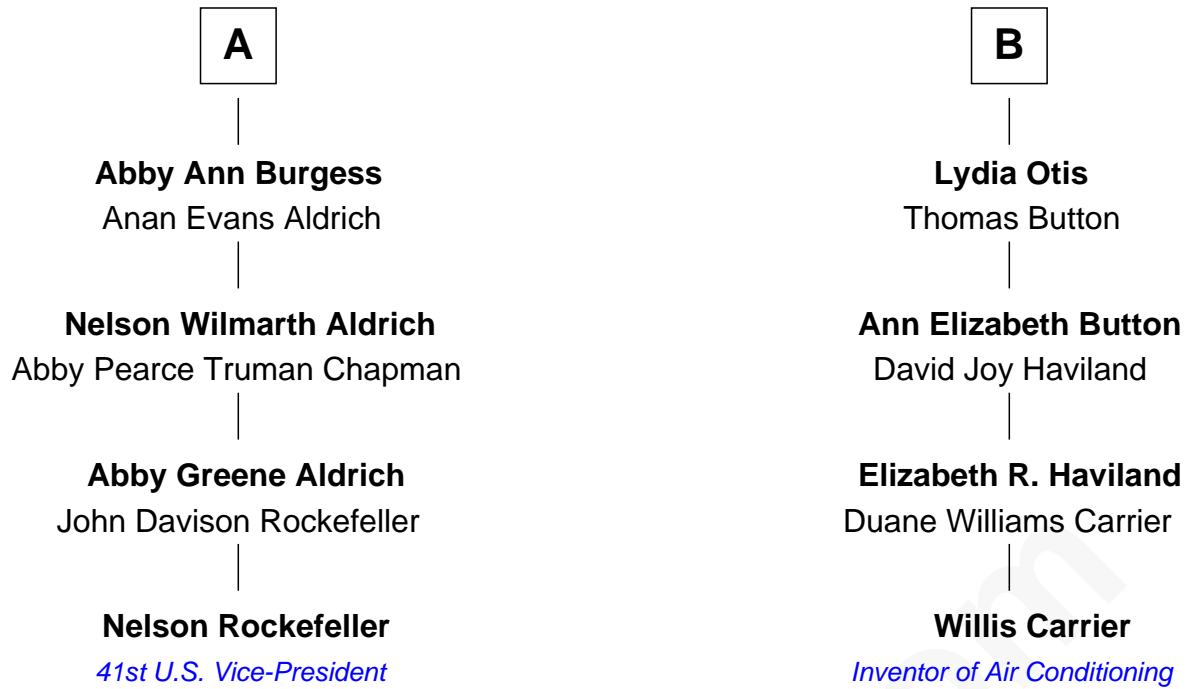 A
Abby Ann Burgess
Anan Evans Aldrich
Nelson Wilmarth Aldrich
Abby Pearce Truman Chapman
Abby Greene Aldrich
John Davison Rockefeller
Nelson Rockefeller
41st U.S. Vice-President
B
Lydia Otis
Thomas Button
Ann Elizabeth Button
David Joy Haviland
Elizabeth R. Haviland
Duane Williams Carrier
Willis Carrier
Inventor of Air Conditioning